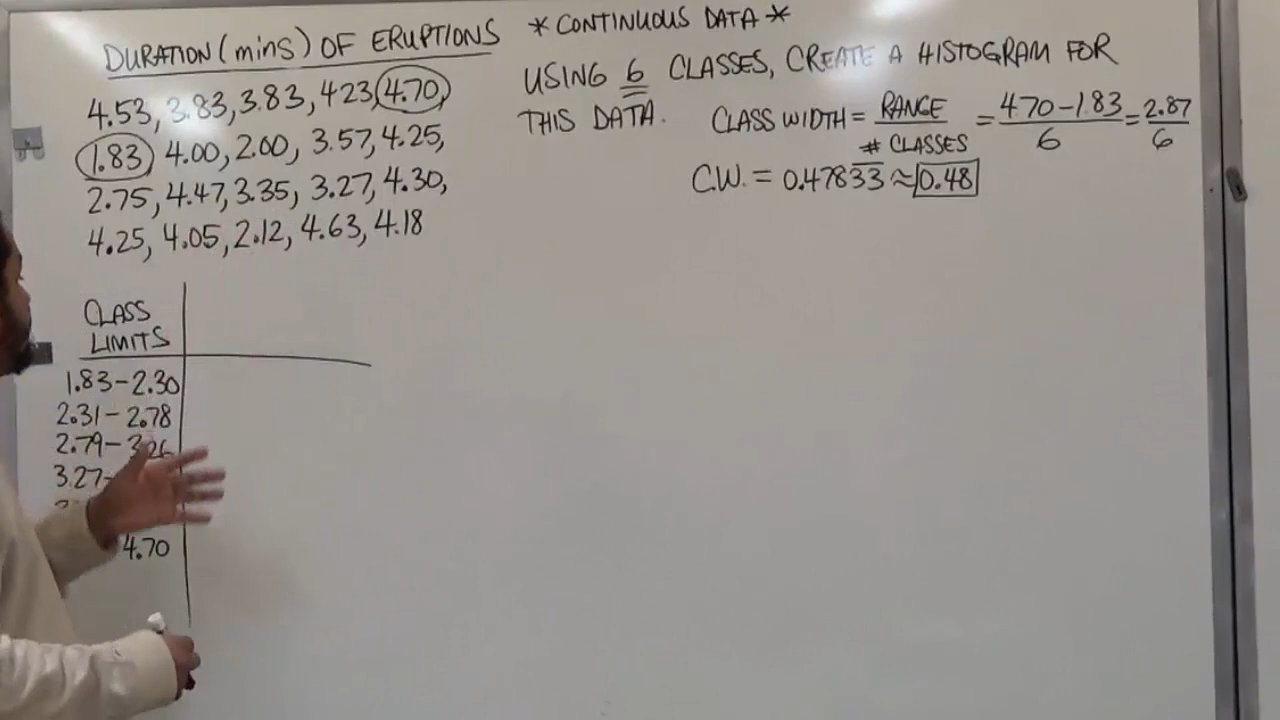 DURATION (mins) OF ERUPTIONS *CONTINUOUS DATA*
4.53, 3.83, 3.83, 423, 4.70,
1.83, 4.00, 2.00, 3.57, 4.25,
2.75, 4.47, 3.35, 3.27, 4.30,
4.25, 4.05, 2.12, 4.63, 4.18
USING 6 CLASSES, CREATE A HISTOGRAM FOR
THIS DATA. CLASS WIDTH = RANGE / # CLASSES = 4.70-1.83 / 6 = 2.87 / 6
C.W. = 0.47833 ≈ 0.48
CLASS
LIMITS
1.83-2.30
2.31-2.78
2.79-3.26
3.27-
4.70